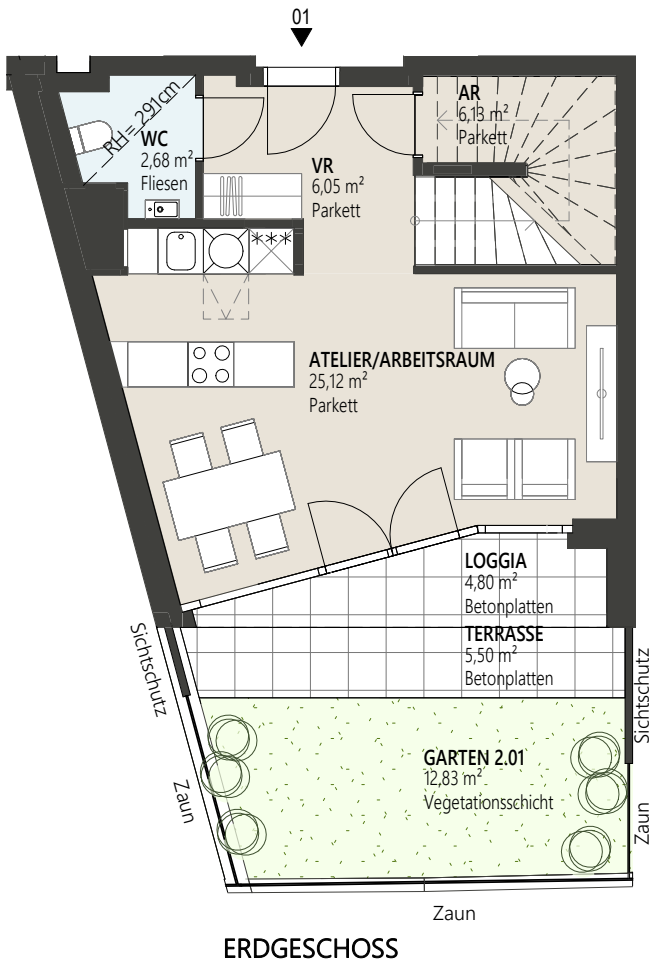 01
RH= 291cm
WC
2,68 m²
Fliesen
AR
6,13 m²
Parkett
VR
6,05 m²
Parkett
ATELIER/ARBEITSRAUM
25,12 m²
Parkett
LOGGIA
4,80 m²
Betonplatten
TERRASSE
5,50 m²
Betonplatten
Sichtschutz
Sichtschutz
GARTEN 2.01
12,83 m²
Vegetationsschicht
Zaun
Zaun
Zaun
ERDGESCHOSS